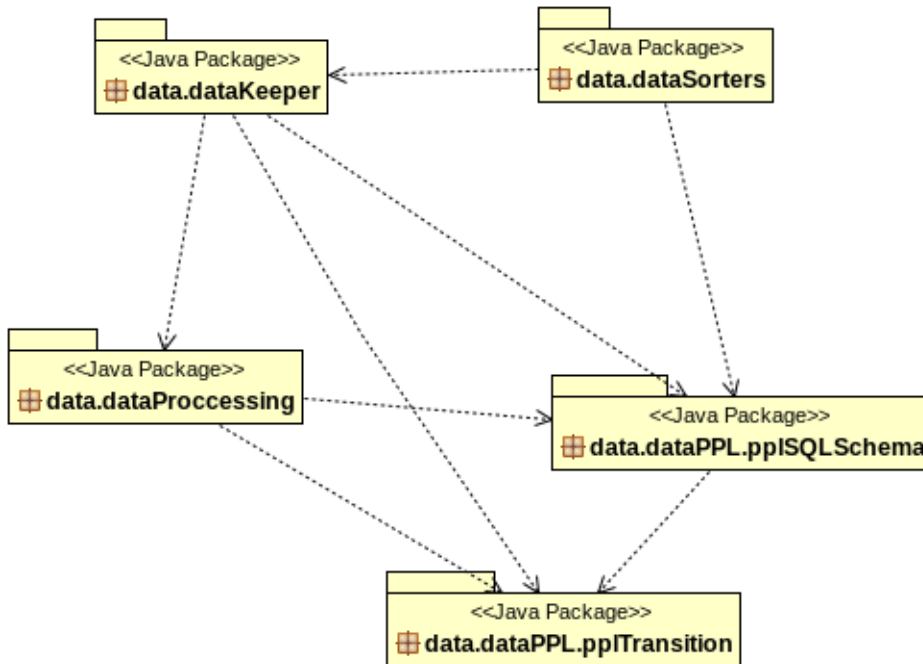 <<Java Package>>
data.dataKeeper
<<Java Package>>
data.dataSorters
<<Java Package>>
data.dataProccessing
<<Java Package>>
data.dataPPL.pplSQLSchema
<<Java Package>>
data.dataPPL.pplTransition